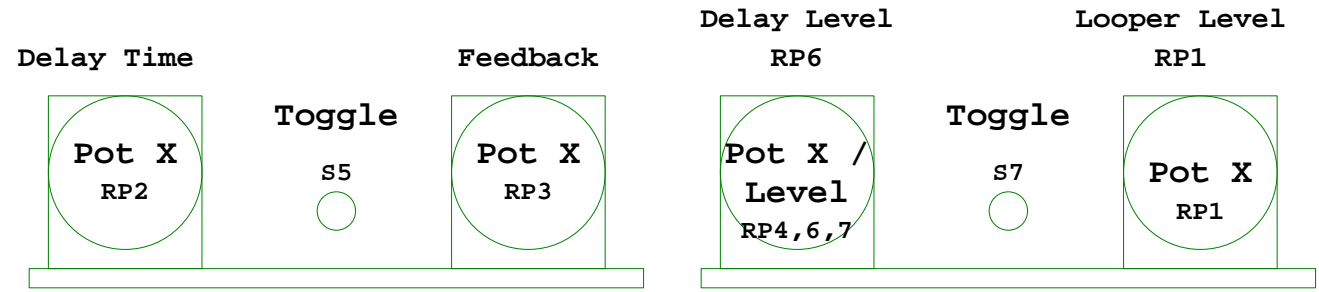 Delay Level
Looper Level
Delay Time
Feedback
RP6
RP1
Toggle
Toggle
Pot X
RP2
S5
Pot X
RP3
Pot X /
Level
RP4,6,7
S7
Pot X
RP1